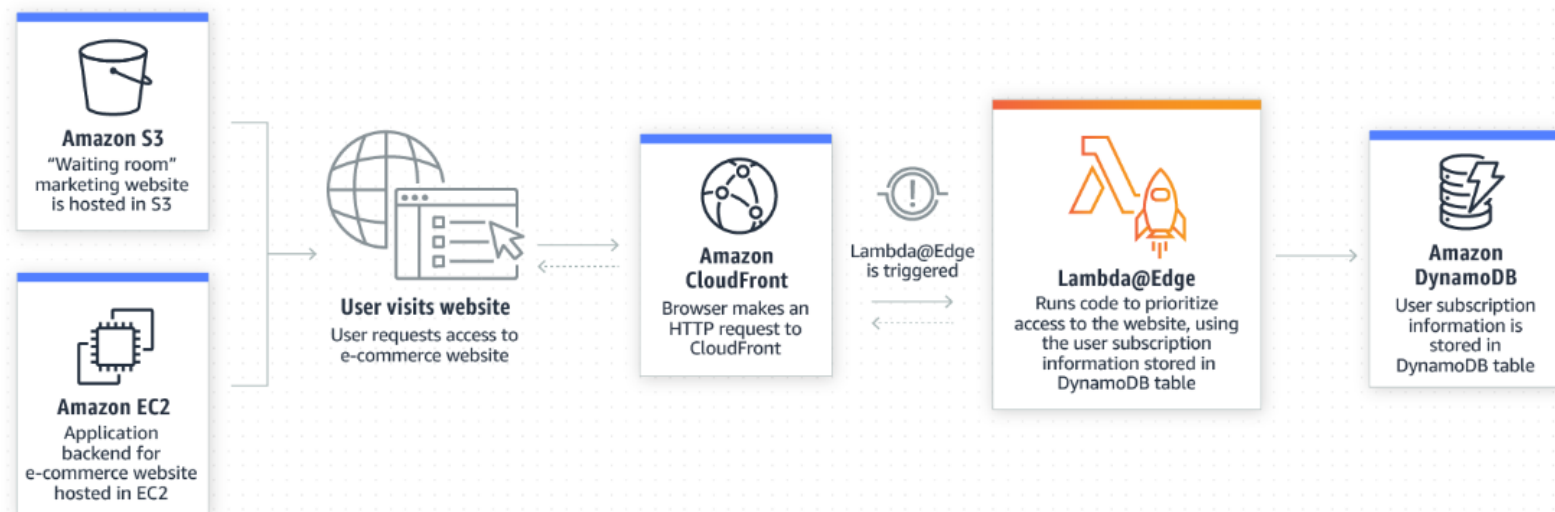 Amazon S3
“Waiting room”
marketing website
is hosted in S3
Amazon EC2
Application
backend for
e-commerce website
hosted in EC2
User visits website
User requests access to
e-commerce website
Amazon
CloudFront
Browser makes an
HTTP request to
CloudFront
Lambda@Edge
is triggered
Lambda@Edge
Runs code to prioritize
access to the website, using
the user subscription
information stored in
DynamoDB table
Amazon
DynamoDB
User subscription
information is
stored in
DynamoDB table